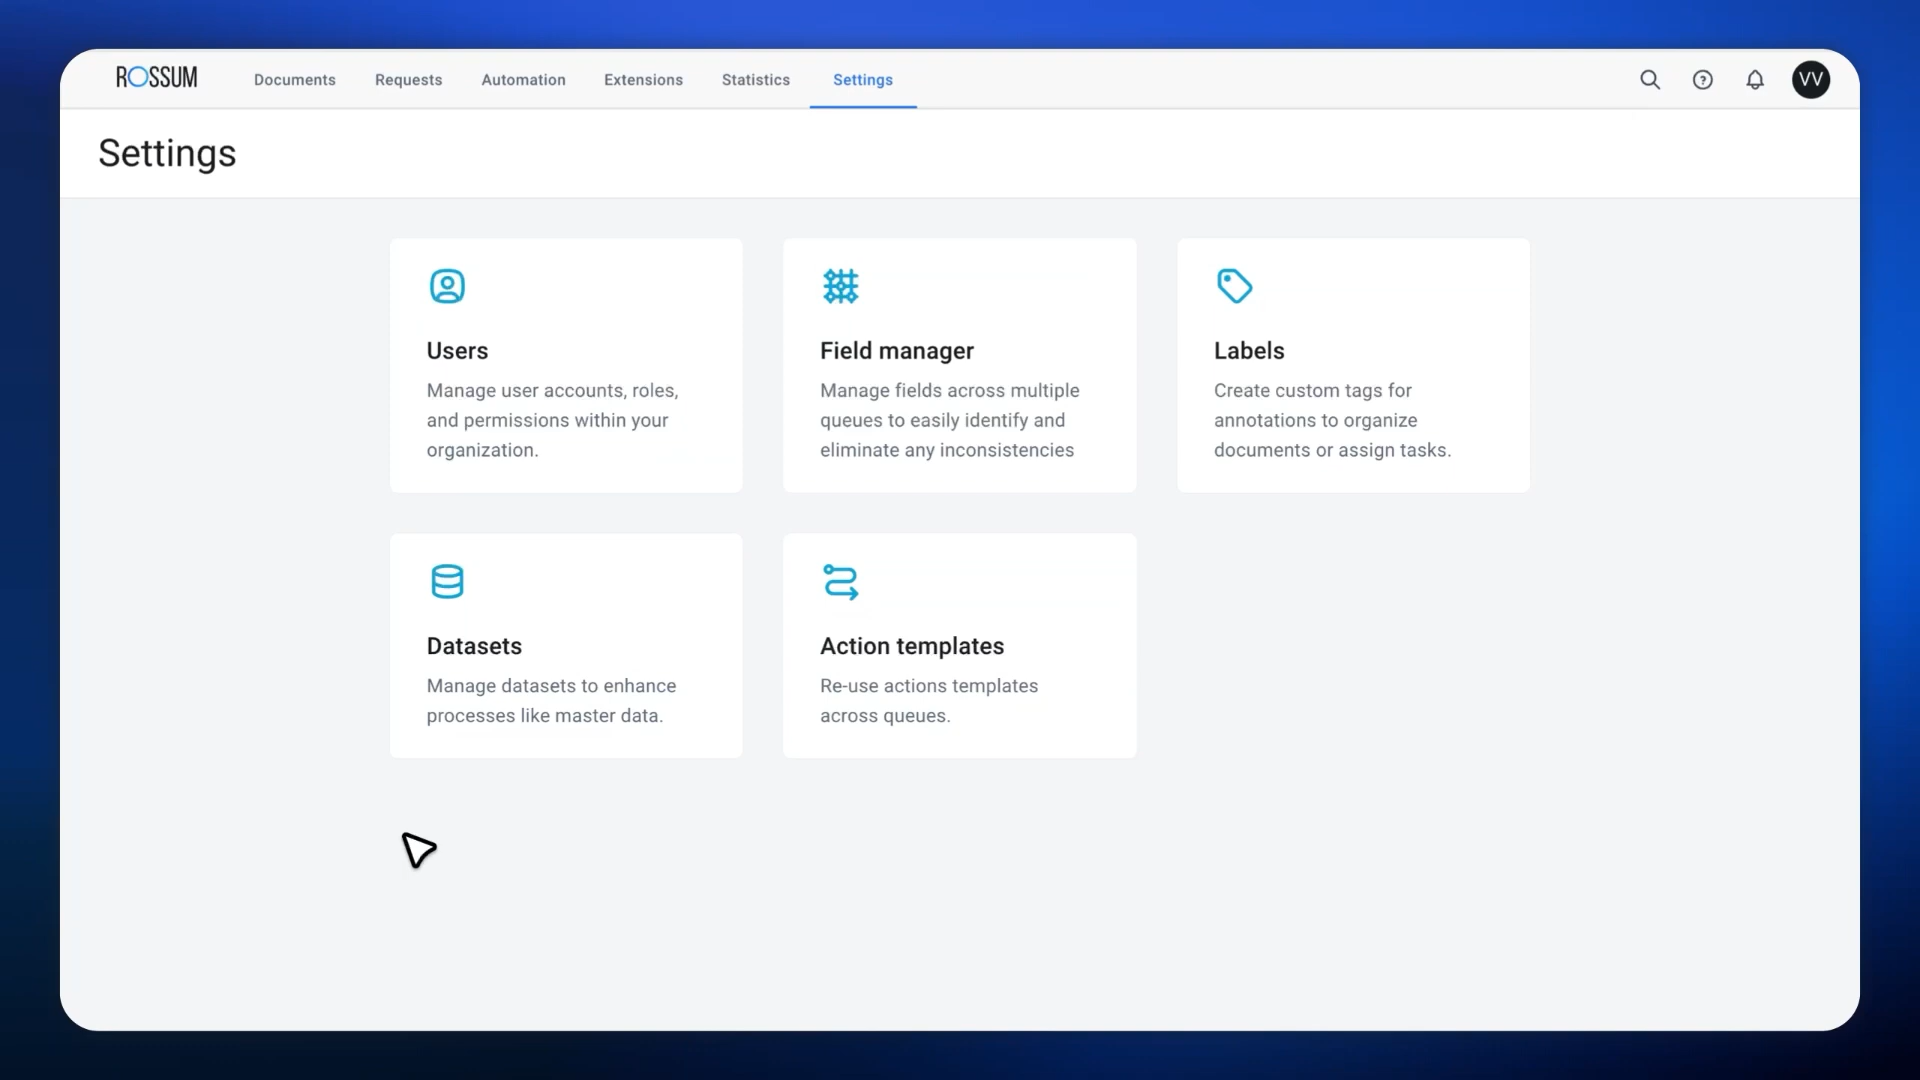 ROSSUM Documents Requests Automation Extensions Statistics Settings ? VV
Settings
Users
Manage user accounts, roles,
and permissions within your
organization.
Field manager
Manage fields across multiple
queues to easily identify and
eliminate any inconsistencies
Labels
Create custom tags for
annotations to organize
documents or assign tasks.
Datasets
Manage datasets to enhance
processes like master data.
Action templates
Re-use actions templates
across queues.